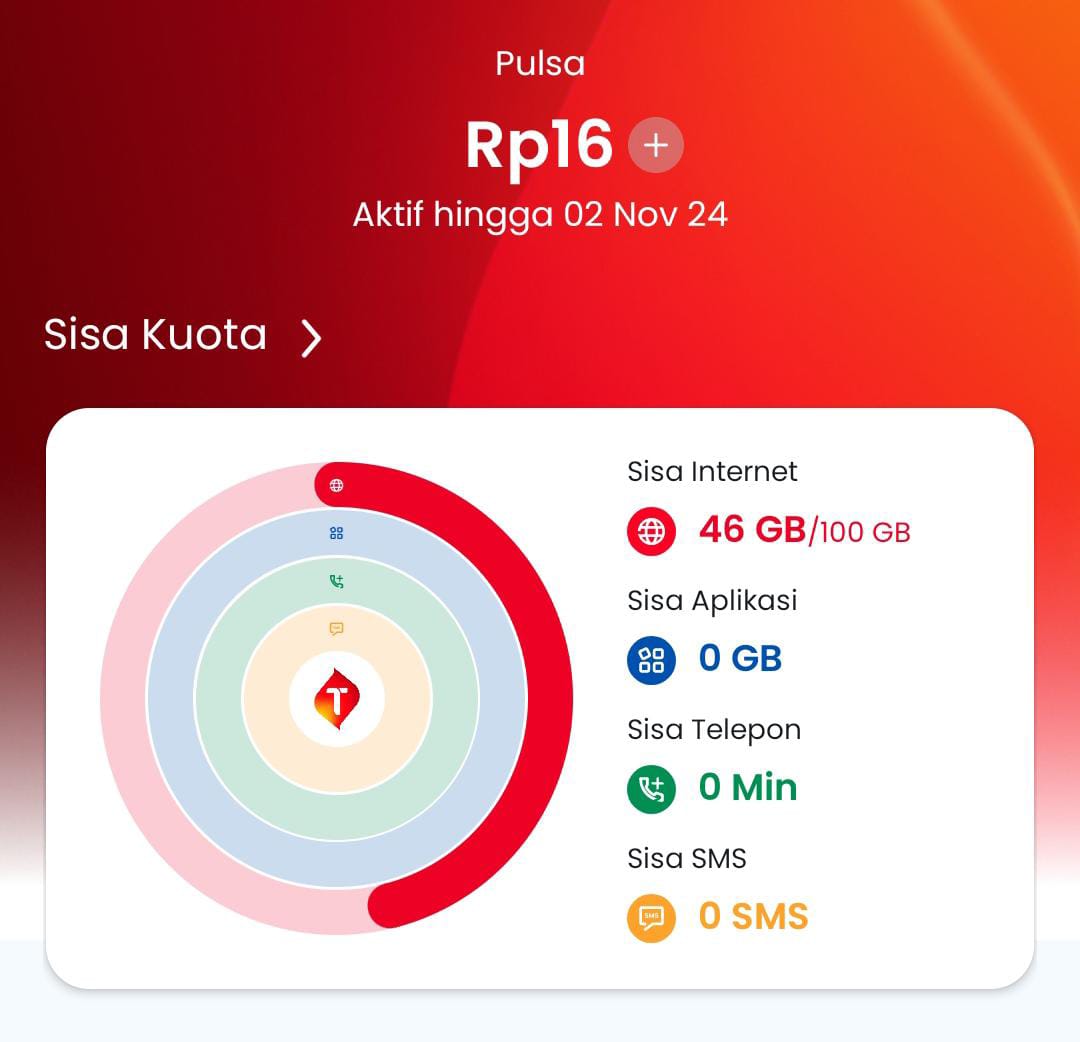 Pulsa
Rp16
Aktif hingga 02 Nov 24
Sisa Kuota
Sisa Internet
46 GB/100 GB
Sisa Aplikasi
0 GB
Sisa Telepon
0 Min
Sisa SMS
SMS
0 SMS
T